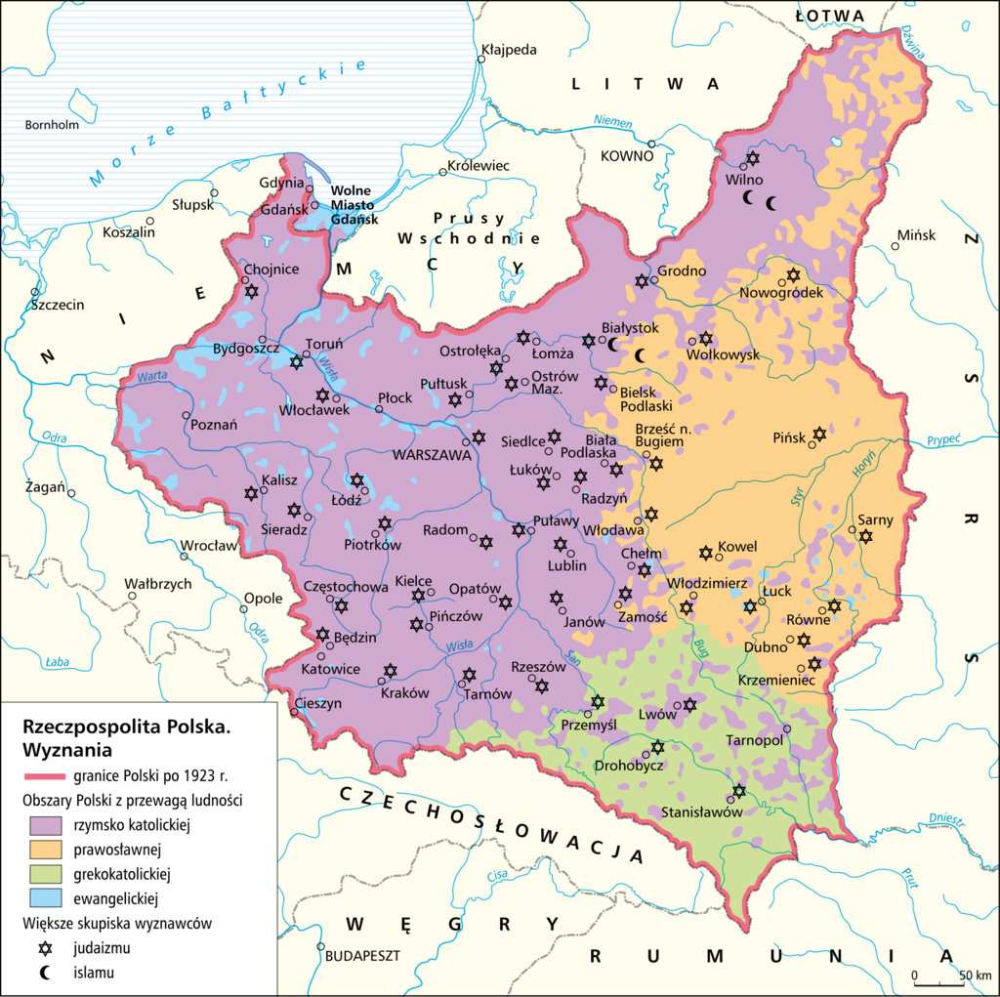 ŁOTWA
Dźwina
Kłajpeda
LITWA
Morze Bałtyckie
Bornholm
Niemen
KOWNO
Królewiec
Wilno
Gdynia
Gdańsk
Wolne
Miasto
Gdańsk
Słupsk
Koszalin
Prusy
Wschodnie
Mińsk
NIEMCY
Szczecin
Chojnice
Grodno
Nowogródek
Bydgoszcz
Toruń
Wisła
Białystok
Wołkowysk
Ostrołęka
Łomża
Warta
Włocławek
Płock
Pułtusk
Ostrów
Maz.
Bielsk
Podlaski
Poznań
Odra
WARSZAWA
Siedlce
Biała
Podlaska
Brześć n.
Bugiem
Pińsk
Prypeć
Horyń
Styr
Żagań
Kalisz
Łódź
Łuków
Radzyń
Sieradz
Piotrków
Radom
Puławy
Włodawa
Sarny
Wrocław
Lublin
Chełm
Kowel
Wałbrzych
Opole
Częstochowa
Kielce
Opatów
Włodzimierz
Łuck
Pińczów
Janów
Zamość
Równe
Odra
Będzin
Wisła
San
Bug
Dubno
Łaba
Katowice
Kraków
Tarnów
Rzeszów
Krzemieniec
ZSRS
Cieszyn
Przemyśl
Lwów
Tarnopol
Drohobycz
Stanisławów
CZECHOSŁOWACJA
Dniestr
Cisa
Prut
WĘGRY
BUDAPESZT
RUMUNIA
Rzeczpospolita Polska.
Wyznania
granice Polski po 1923 r.
Obszary Polski z przewagą ludności
rzymsko katolickiej
prawosławnej
grekokatolickiej
ewangelickiej
Większe skupiska wyznawców
judaizmu
islamu
0 50 km